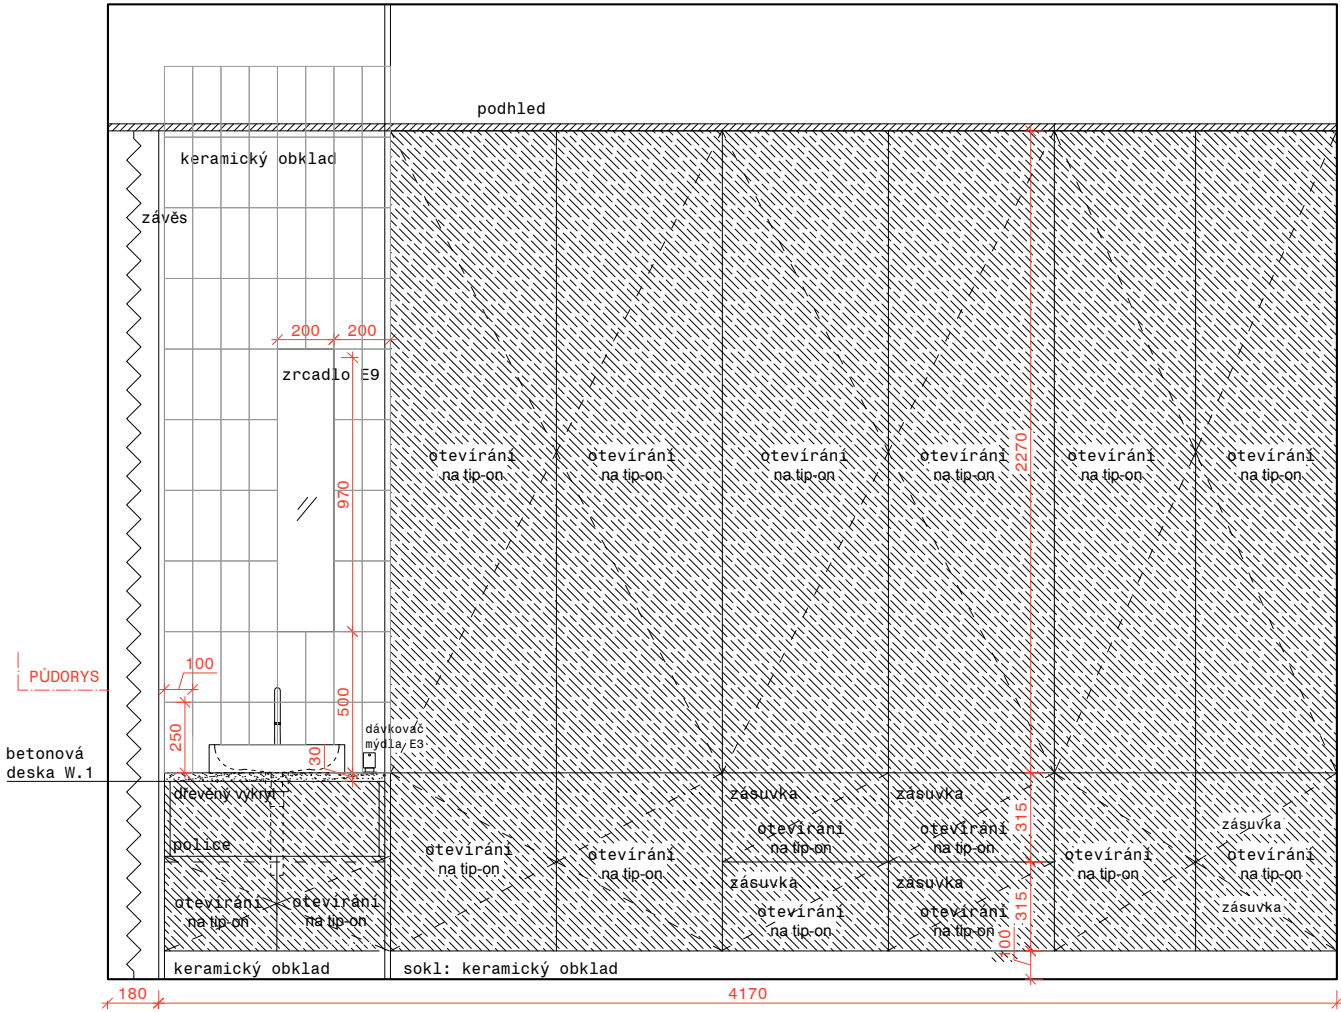 podhled
keramický obklad
závěs
200
200
zrcadlo E9
otevírání
na tip-on
otevírání
na tip-on
otevírání
na tip-on
otevírání
na tip-on
2270
otevírání
na tip-on
otevírání
na tip-on
970
100
PŮDORYS
500
250
dávkovač
mýdla E3
30
betonová
deska W.1
dřevěný výkryt
zásuvka
zásuvka
315
zásuvka
otevírání
na tip-on
otevírání
na tip-on
police
otevírání
na tip-on
otevírání
na tip-on
otevírání
na tip-on
otevírání
na tip-on
zásuvka
zásuvka
315
zásuvka
otevírání
na tip-on
otevírání
na tip-on
otevírání
na tip-on
otevírání
na tip-on
100
keramický obklad
sokl: keramický obklad
180
4170